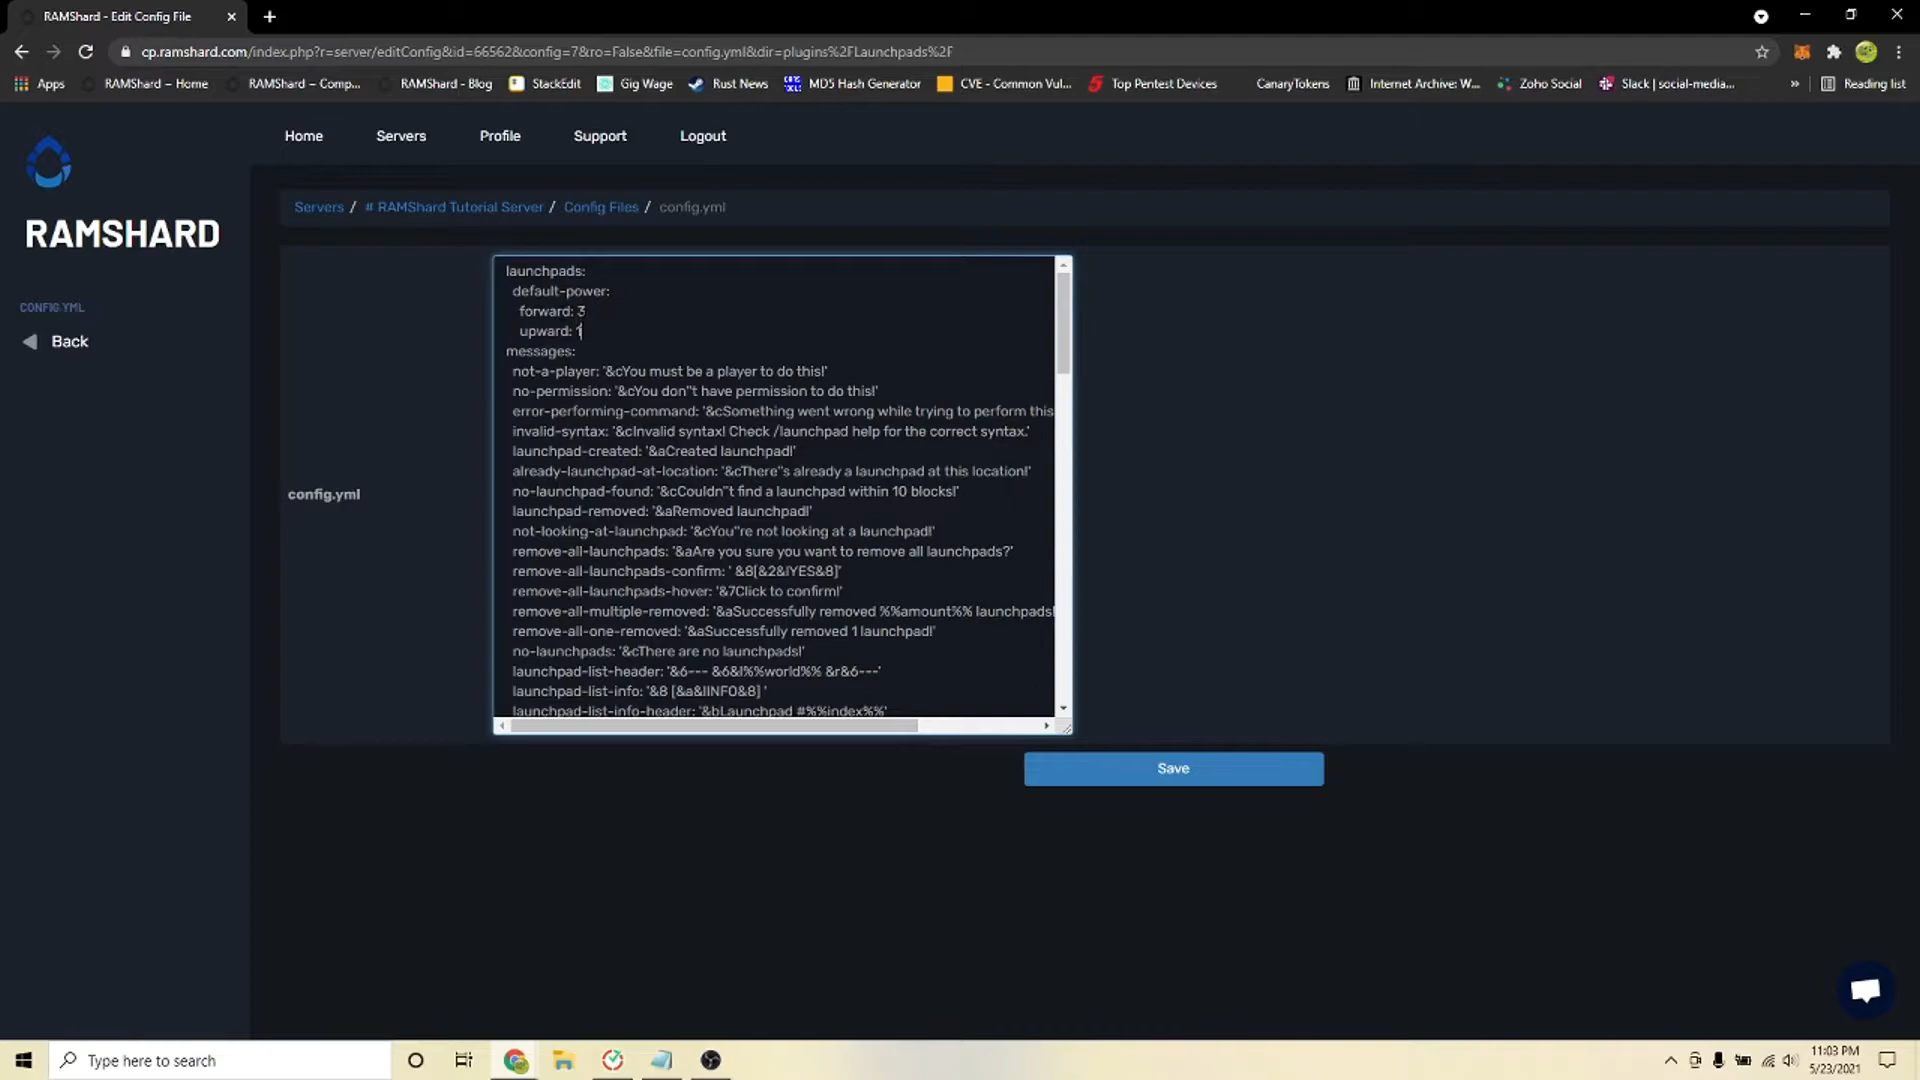 RAMShard - Edit Config File
cp.ramshard.com/index.php?r=server/editConfig&id=66562&config=7&ro=False&file=config.yml&dir=plugins%2FLaunchpads%2F
Apps RAMShard – Home RAMShard – Comp... RAMShard - Blog StackEdit Gig Wage Rust News MD5 Hash Generator CVE - Common Vul... Top Pentest Devices CanaryTokens Internet Archive: W... Zoho Social Slack | social-media... » Reading list
Home Servers Profile Support Logout
RAMSHARD
Servers / # RAMShard Tutorial Server / Config Files / config.yml
CONFIG.YML
Back
config.yml
launchpads:
default-power:
forward: 3
upward: 1
messages:
not-a-player: '&cYou must be a player to do this!'
no-permission: '&cYou don''t have permission to do this!'
error-performing-command: '&cSomething went wrong while trying to perform this
invalid-syntax: '&cInvalid syntax! Check /launchpad help for the correct syntax.'
launchpad-created: '&aCreated launchpad!'
already-launchpad-at-location: '&cThere''s already a launchpad at this location!'
no-launchpad-found: '&cCouldn''t find a launchpad within 10 blocks!'
launchpad-removed: '&aRemoved launchpad!'
not-looking-at-launchpad: '&cYou''re not looking at a launchpad!'
remove-all-launchpads: '&aAre you sure you want to remove all launchpads?'
remove-all-launchpads-confirm: ' &8[&2&lYES&8]'
remove-all-launchpads-hover: '&7Click to confirm!'
remove-all-multiple-removed: '&aSuccessfully removed %%amount%% launchpads!
remove-all-one-removed: '&aSuccessfully removed 1 launchpad!'
no-launchpads: '&cThere are no launchpads!'
launchpad-list-header: '&6--- &6&l%%world%% &r&6---'
launchpad-list-info: '&8 [&a&lINFO&8] '
launchpad-list-info-header: '&bLaunchpad #%%index%%'
Save
Type here to search
11:03 PM
5/23/2021